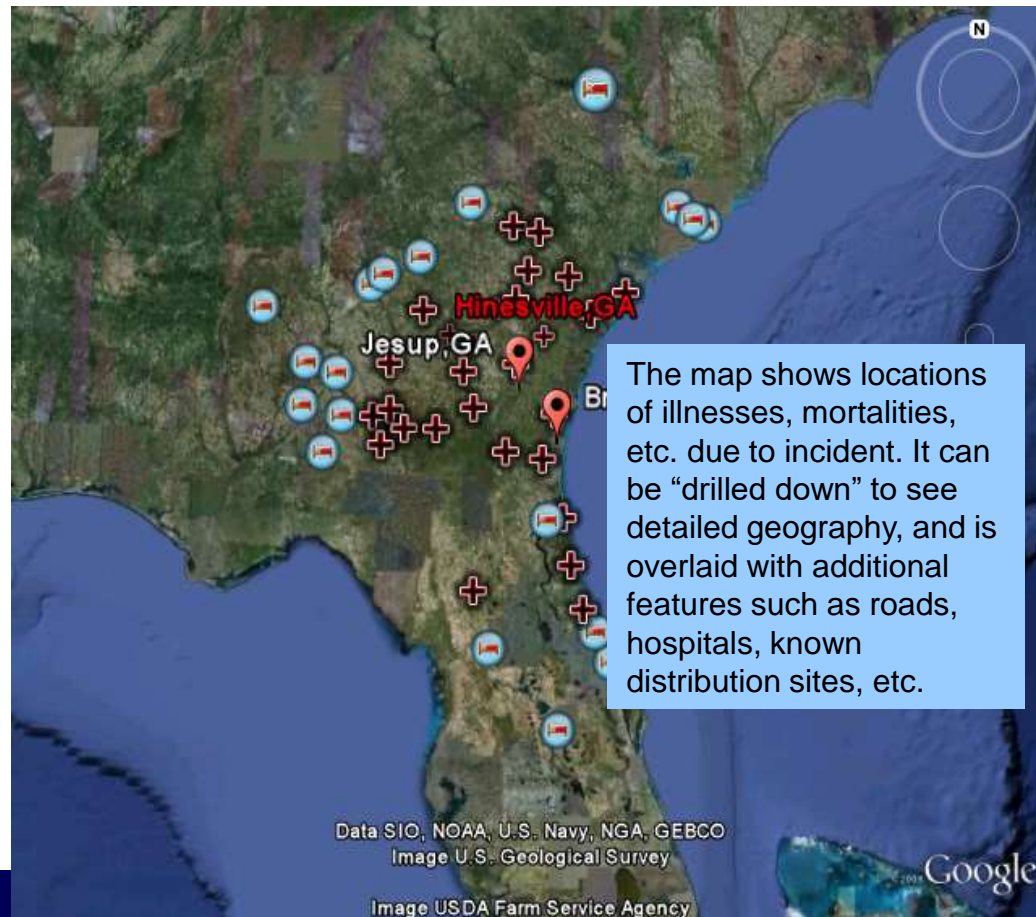 N
Hinesville,GA
Jesup,GA
Br
The map shows locations
of illnesses, mortalities,
etc. due to incident. It can
be “drilled down” to see
detailed geography, and is
overlaid with additional
features such as roads,
hospitals, known
distribution sites, etc.
Data SIO, NOAA, U.S. Navy, NGA, GEBCO
Image U.S. Geological Survey
Google
Image USDA Farm Service Agency